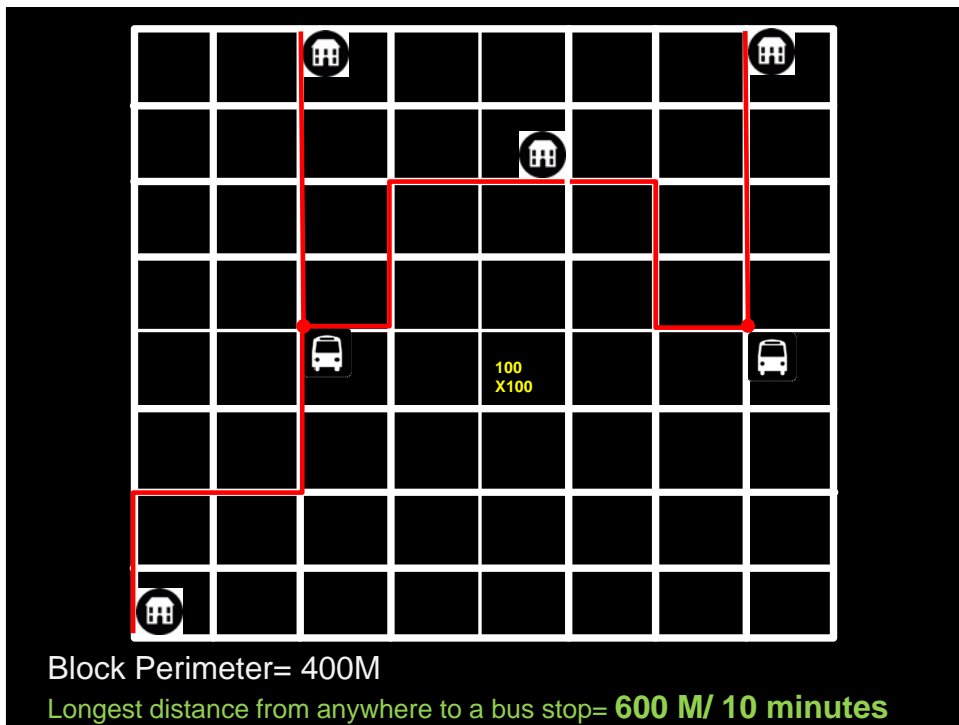 100
X100
Block Perimeter= 400M
Longest distance from anywhere to a bus stop= 600 M/ 10 minutes